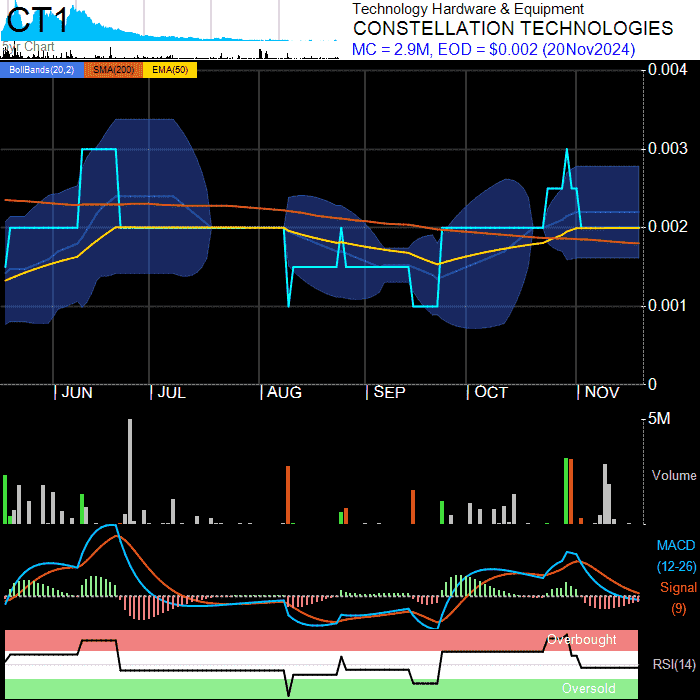 CT1
Technology Hardware & Equipment
CONSTELLATION TECHNOLOGIES
MC = 2.9M, EOD = $0.002 (20Nov2024)
Chart
BollBands(20,2) SMA(200) EMA(50)
0.004
0.003
0.002
0.001
0
JUN JUL AUG SEP OCT NOV
5M
Volume
MACD
(12-26)
Signal
(9)
Overbought
RSI(14)
Oversold